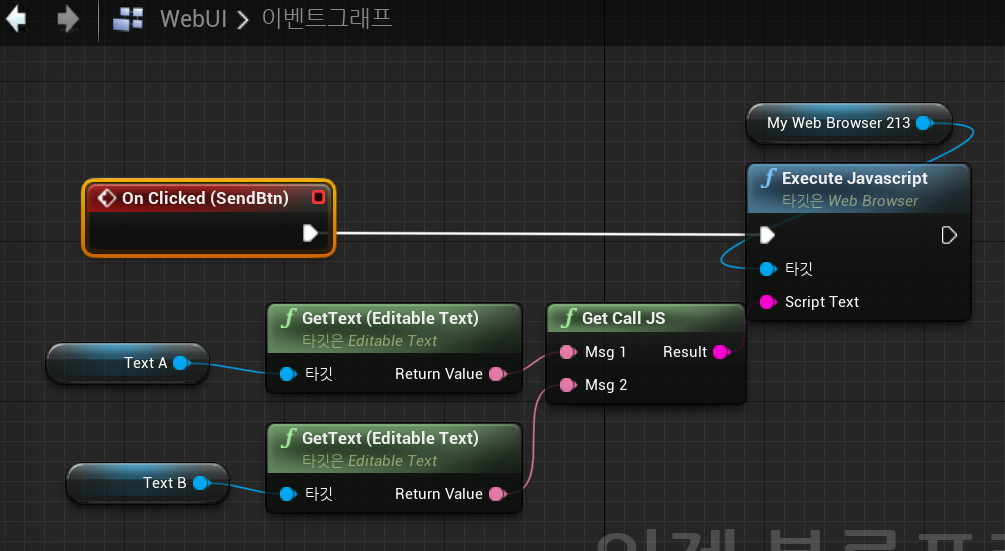 WebUI > 이벤트그래프
My Web Browser 213
Execute Javascript
타깃은 Web Browser
타깃
Script Text
On Clicked (SendBtn)
GetText (Editable Text)
타깃은 Editable Text
타깃 Return Value
Get Call JS
Msg 1 Result
Msg 2
Text A
GetText (Editable Text)
타깃은 Editable Text
타깃 Return Value
Text B